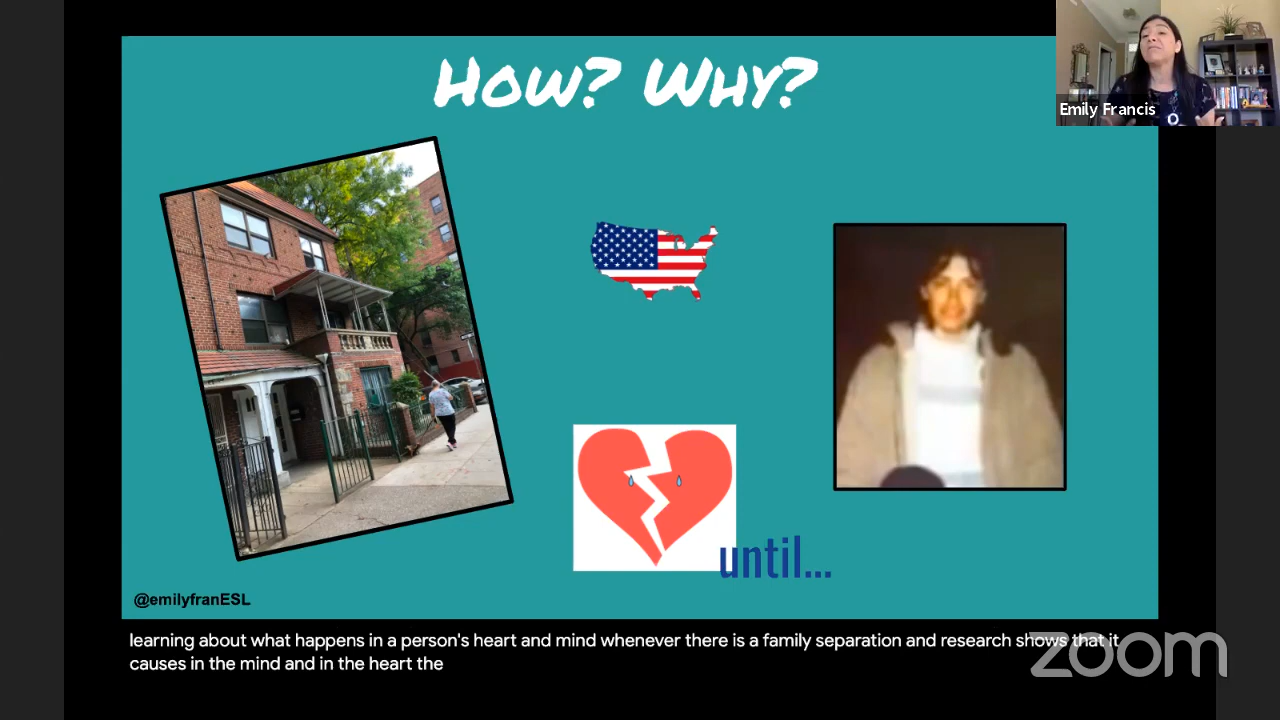 How? Why?
Emily Francis
until...
@emilyfranESL
learning about what happens in a person's heart and mind whenever there is a family separation and research shows that it
causes in the mind and in the heart the
zoom